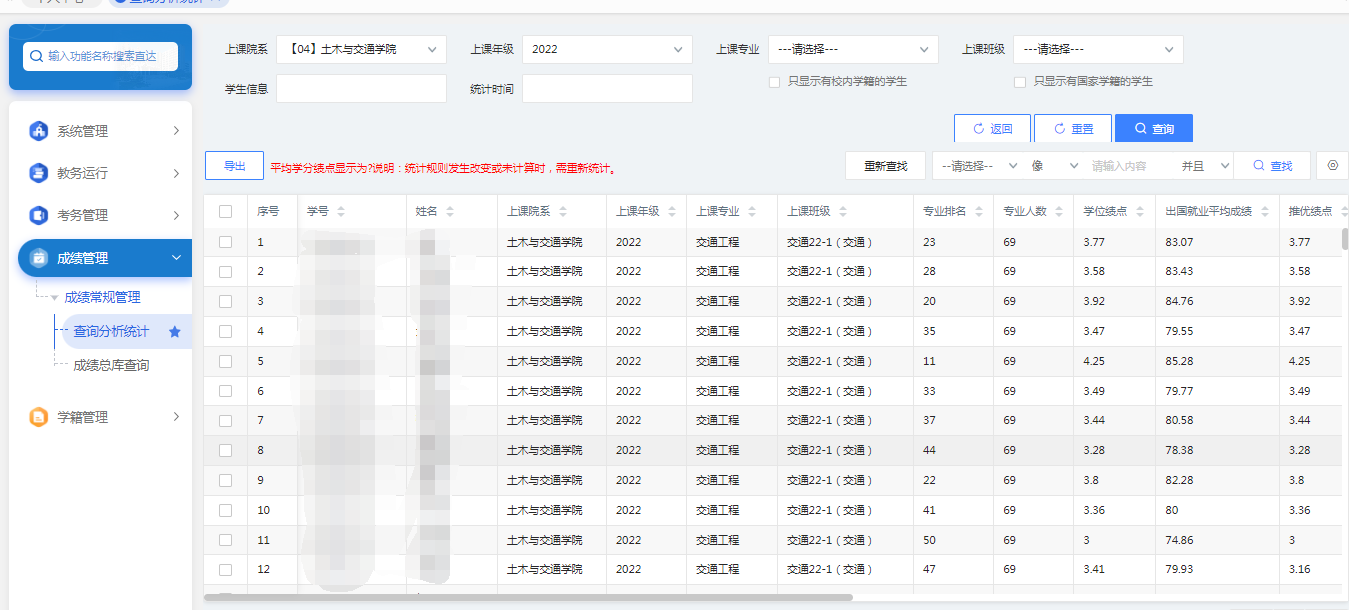 查询分析统计
输入功能名称搜索直达
系统管理
教务运行
考务管理
成绩管理
成绩常规管理
查询分析统计
成绩总库查询
学籍管理
上课院系 【04】土木与交通学院 上课年级 2022 上课专业 ---请选择--- 上课班级 ---请选择---
学生信息 统计时间 只显示有校内学籍的学生 只显示有国家学籍的学生
返回 重置 查询
导出 平均学分绩点显示为?说明：统计规则发生改变或未计算时，需重新统计。 重新查找 --请选择-- 像 请输入内容 并且 查找
序号 学号 姓名 上课院系 上课年级 上课专业 上课班级 专业排名 专业人数 学位绩点 出国就业平均成绩 推优绩点
1 土木与交通学院 2022 交通工程 交通22-1（交通） 23 69 3.77 83.07 3.77
2 土木与交通学院 2022 交通工程 交通22-1（交通） 28 69 3.58 83.43 3.58
3 土木与交通学院 2022 交通工程 交通22-1（交通） 20 69 3.92 84.76 3.92
4 土木与交通学院 2022 交通工程 交通22-1（交通） 35 69 3.47 79.55 3.47
5 土木与交通学院 2022 交通工程 交通22-1（交通） 11 69 4.25 85.28 4.25
6 土木与交通学院 2022 交通工程 交通22-1（交通） 33 69 3.49 79.77 3.49
7 土木与交通学院 2022 交通工程 交通22-1（交通） 37 69 3.44 80.58 3.44
8 土木与交通学院 2022 交通工程 交通22-1（交通） 44 69 3.28 78.38 3.28
9 土木与交通学院 2022 交通工程 交通22-1（交通） 22 69 3.8 82.28 3.8
10 土木与交通学院 2022 交通工程 交通22-1（交通） 41 69 3.36 80 3.36
11 土木与交通学院 2022 交通工程 交通22-1（交通） 50 69 3 74.86 3
12 土木与交通学院 2022 交通工程 交通22-1（交通） 47 69 3.41 79.93 3.16